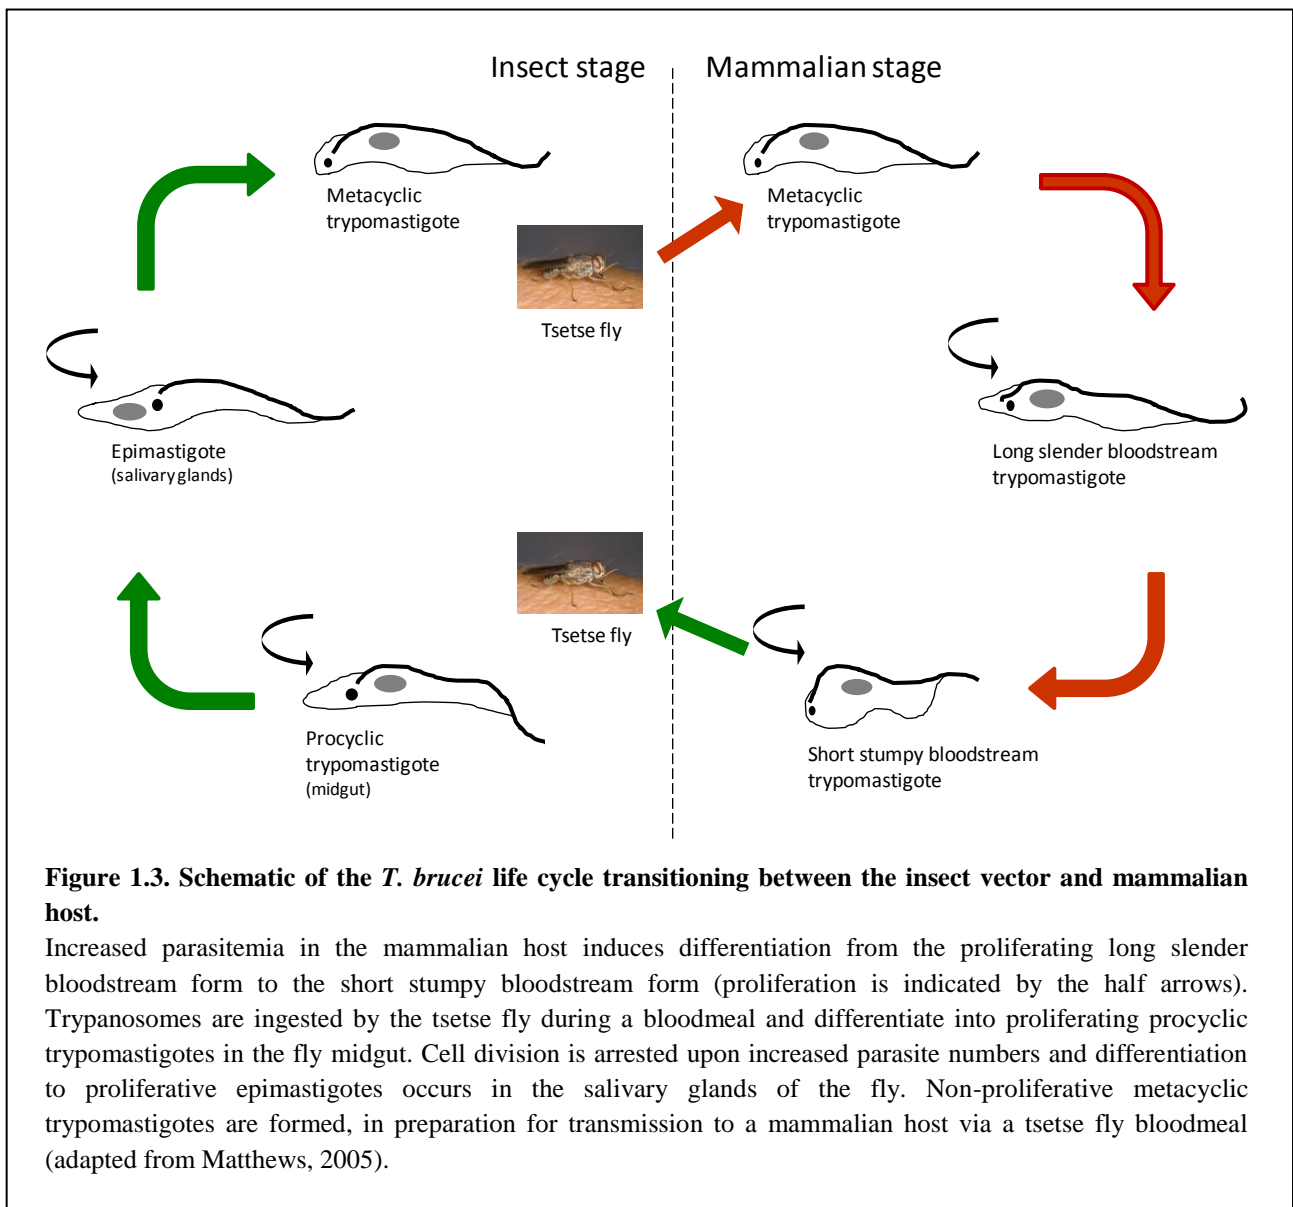 Insect stage
Mammalian stage
Metacyclic
trypomastigote
Metacyclic
trypomastigote
Tsetse fly
Epimastigote
(salivary glands)
Long slender bloodstream
trypomastigote
Tsetse fly
Procyclic
trypomastigote
(midgut)
Short stumpy bloodstream
trypomastigote
Figure 1.3. Schematic of the T. brucei life cycle transitioning between the insect vector and mammalian
host.
Increased parasitemia in the mammalian host induces differentiation from the proliferating long slender
bloodstream form to the short stumpy bloodstream form (proliferation is indicated by the half arrows).
Trypanosomes are ingested by the tsetse fly during a bloodmeal and differentiate into proliferating procyclic
trypomastigotes in the fly midgut. Cell division is arrested upon increased parasite numbers and differentiation
to proliferative epimastigotes occurs in the salivary glands of the fly. Non-proliferative metacyclic
trypomastigotes are formed, in preparation for transmission to a mammalian host via a tsetse fly bloodmeal
(adapted from Matthews, 2005).